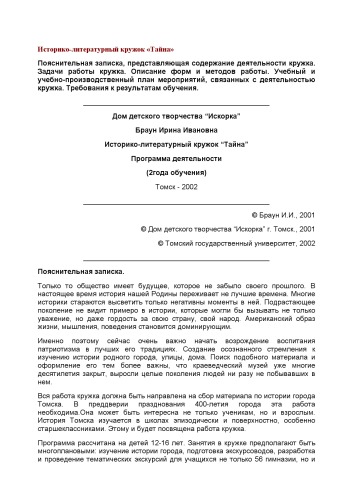 Историко-литературный кружок «Тайна»
Пояснительная записка, представляющая содержание деятельности кружка.
Задачи работы кружка. Описание форм и методов работы. Учебный и
учебно-производственный план мероприятий, связанных с деятельностью
кружка. Требования к результатам обучения.
Дом детского творчества “Искорка”
Браун Ирина Ивановна
Историко-литературный кружок “Тайна”
Программа деятельности
(2года обучения)
Томск - 2002
© Браун И.И., 2001
© Дом детского творчества “Искорка” г. Томск., 2001
© Томский государственный университет, 2002
Пояснительная записка.
Только то общество имеет будущее, которое не забыло своего прошлого. В
настоящее время история нашей Родины переживает не лучшие времена. Многие
историки стараются высветить только негативны моменты в ней. Подрастающее
поколение не видит примеро в истории, которые могли бы вызывать не только
уважение, но даже гордость за свою страну, свой народ. Американский образ
жизни, мышления, поведения становится доминирующим.
Именно поэтому сейчас очень важно начать возрождение воспитания
патриотизма в лучших его традициях. Создание осознанного стремления к
изучению истории родного города, улицы, дома. Поиск подобного материала и
оформление его тем более важны, что краеведческий музей уже многие
десятилетия закрыт, выросли целые поколения людей ни разу не побывавших в
нем.
Вся работа кружка должна быть направлена на сбор материала по истории города
Томска. В преддверии празднования 400-летия города эта работа
необходима.Она может быть интересна не только ученикам, но и взрослым.
История Томска изучается в школах эпизодически и поверхностно, особенно
старшеклассниками. Этому и будет посвящена работа кружка.
Программа рассчитана на детей 12-16 лет. Занятия в кружке предполагают быть
многоплановыми: изучение истории города, подготовка экскурсоводов, разработка
и проведение тематических экскурсий для учащихся не только 56 гимназии, но и